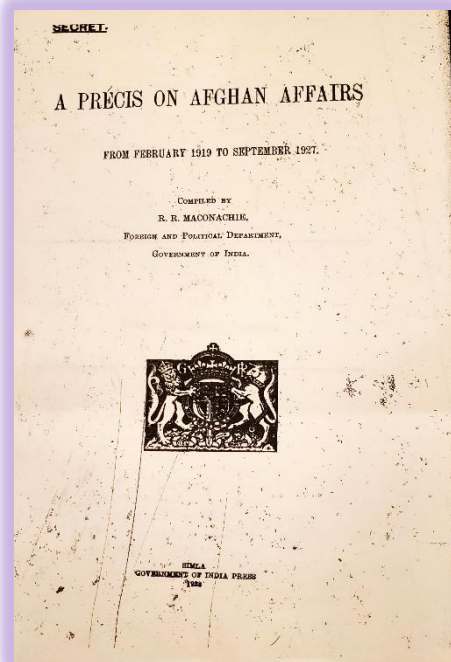 SECRET.
A PRÉCIS ON AFGHAN AFFAIRS
FROM FEBRUARY 1919 TO SEPTEMBER 1927.
COMPILED BY
R. R. MACONACHIE,
FOREIGN AND POLITICAL DEPARTMENT,
GOVERNMENT OF INDIA.
SIMLA
GOVERNMENT OF INDIA PRESS
1928